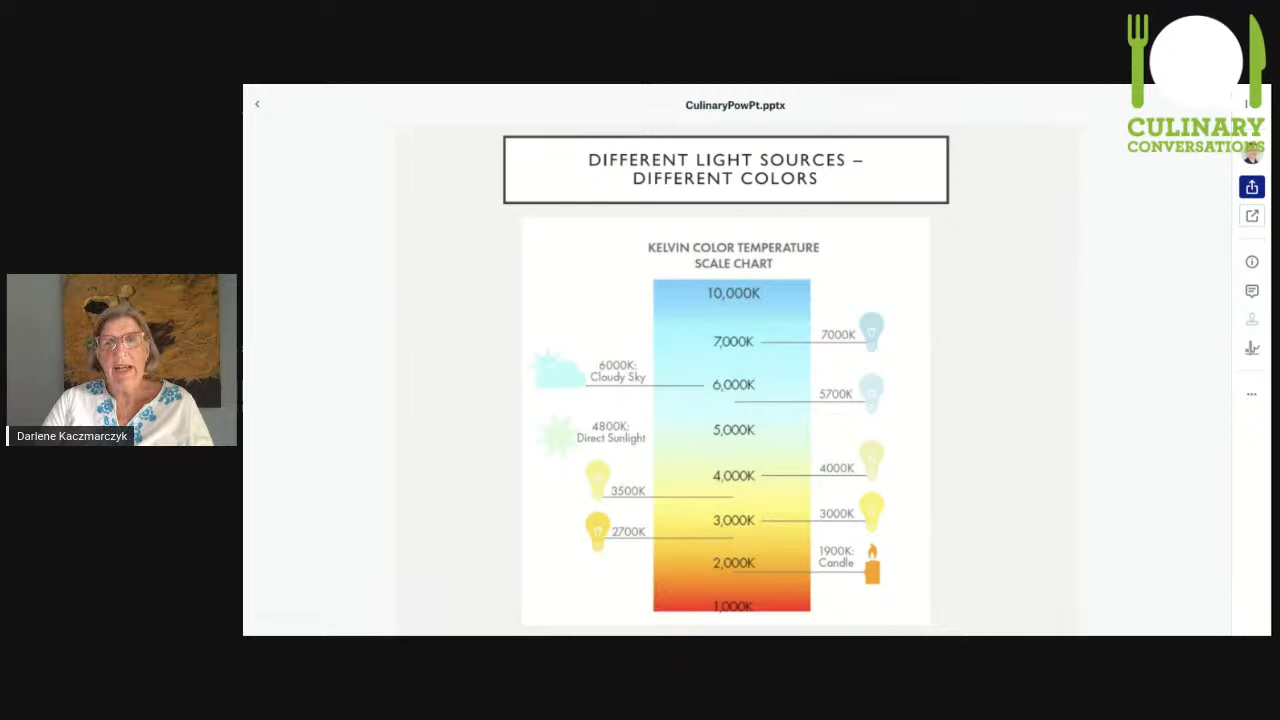 CULINARY
CONVERSATIONS
CulinaryPowPt.pptx
DIFFERENT LIGHT SOURCES –
DIFFERENT COLORS
KELVIN COLOR TEMPERATURE
SCALE CHART
10,000K
7,000K
7000K
6000K:
Cloudy Sky
6,000K
5700K
4800K:
Direct Sunlight
5,000K
4,000K
4000K
3500K
3,000K
3000K
2700K
2,000K
1900K:
Candle
1,000K
Darlene Kaczmarczyk